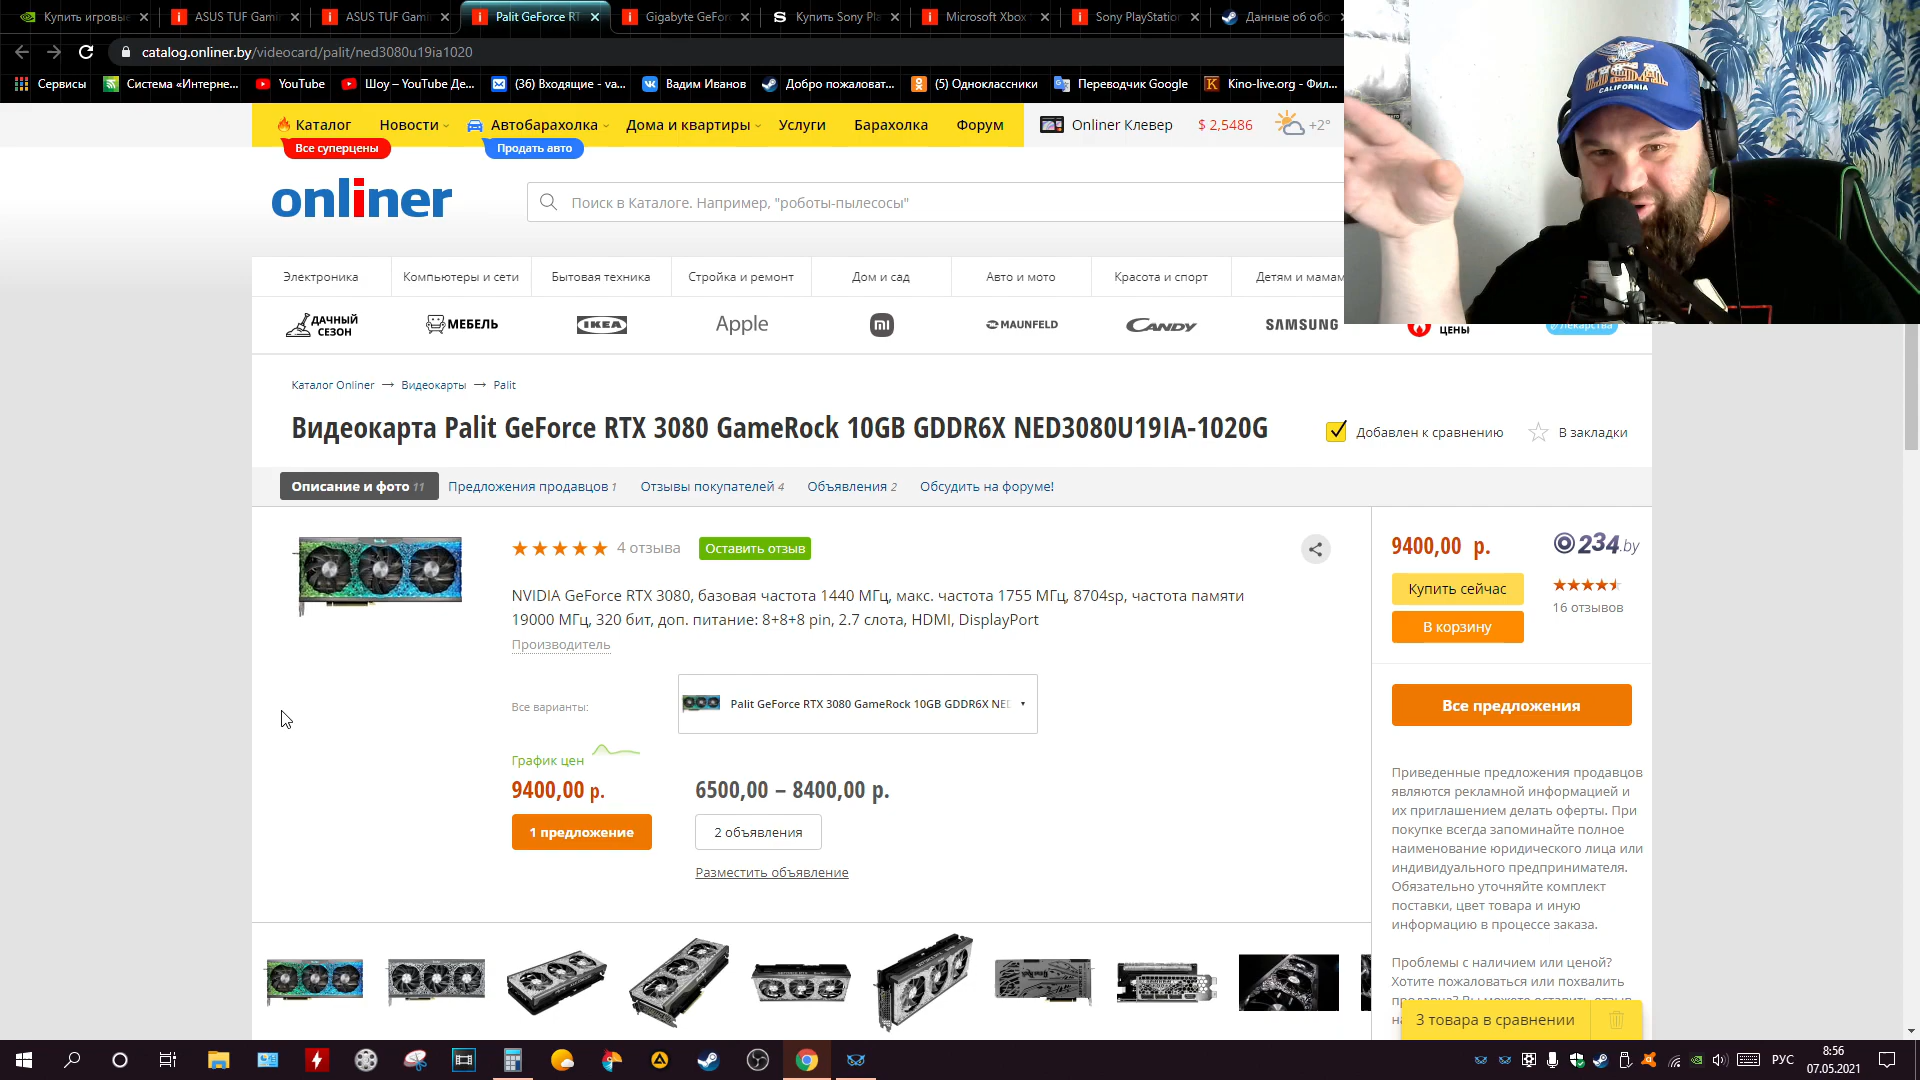 Купить игровы
ASUS TUF Gami
ASUS TUF Gami
Palit GeForce RT
Gigabyte GeFor
Купить Sony Pla
Microsoft Xbox
Sony PlayStation
Данные об обо
catalog.onliner.by/videocard/palit/ned3080u19ia1020
Сервисы
Система «Интерне...
YouTube
Шоу – YouTube Де...
(36) Входящие - va...
Вадим Иванов
Добро пожаловат...
(5) Одноклассники
Переводчик Google
Kino-live.org - Фил...
CALIFORNIA
Каталог
Новости
Автобарахолка
Дома и квартиры
Услуги
Барахолка
Форум
Onliner Клевер
$ 2,5486
+2°
Все суперцены
Продать авто
onliner
Поиск в Каталоге. Например, "роботы-пылесосы"
Электроника
Компьютеры и сети
Бытовая техника
Стройка и ремонт
Дом и сад
Авто и мото
Красота и спорт
Детям и мамам
ДАЧНЫЙ
СЕЗОН
МЕБЕЛЬ
IKEA
Apple
mi
MAUNFELD
CANDY
SAMSUNG
ЦЕНЫ
Лекарства
Каталог Onliner → Видеокарты → Palit
Видеокарта Palit GeForce RTX 3080 GameRock 10GB GDDR6X NED3080U19IA-1020G
Добавлен к сравнению
В закладки
Описание и фото 11
Предложения продавцов 1
Отзывы покупателей 4
Объявления 2
Обсудить на форуме!
4 отзыва
Оставить отзыв
NVIDIA GeForce RTX 3080, базовая частота 1440 МГц, макс. частота 1755 МГц, 8704sp, частота памяти
19000 МГц, 320 бит, доп. питание: 8+8+8 pin, 2.7 слота, HDMI, DisplayPort
Производитель
Все варианты:
Palit GeForce RTX 3080 GameRock 10GB GDDR6X NED
График цен
9400,00 р.
6500,00 – 8400,00 р.
1 предложение
2 объявления
Разместить объявление
9400,00 р.
234.by
Купить сейчас
16 отзывов
В корзину
Все предложения
Приведенные предложения продавцов
являются рекламной информацией и
их приглашением делать оферты. При
покупке всегда запоминайте полное
наименование юридического лица или
индивидуального предпринимателя.
Обязательно уточняйте комплект
поставки, цвет товара и иную
информацию в процессе заказа.
Проблемы с наличием или ценой?
Хотите пожаловаться или похвалить
3 товара в сравнении
РУС
8:56
07.05.2021